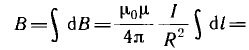 B = ∫ dB = μ₀μ/4π I/R² ∫ dl =